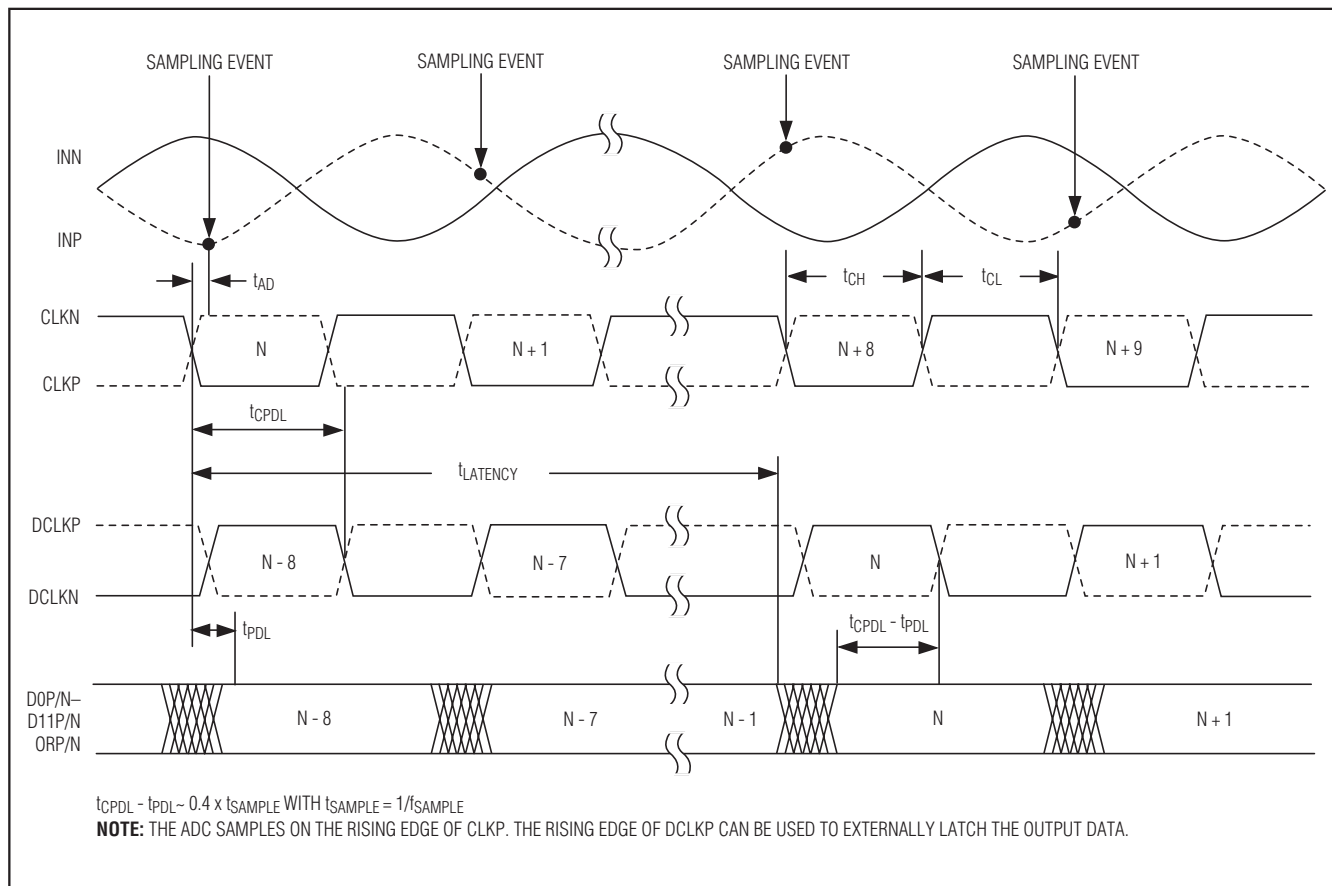 SAMPLING EVENT SAMPLING EVENT SAMPLING EVENT SAMPLING EVENT
INN
INP
tAD
tCH
tCL
CLKN
N
N + 1
N + 8
N + 9
CLKP
tCPDL
tLATENCY
DCLKP
N - 8
N - 7
N
N + 1
DCLKN
tPDL
tCPDL - tPDL
D0P/N–
D11P/N
ORP/N
N - 8
N - 7
N - 1
N
N + 1
tCPDL - tPDL~ 0.4 x tSAMPLE WITH tSAMPLE = 1/fSAMPLE
NOTE: THE ADC SAMPLES ON THE RISING EDGE OF CLKP. THE RISING EDGE OF DCLKP CAN BE USED TO EXTERNALLY LATCH THE OUTPUT DATA.